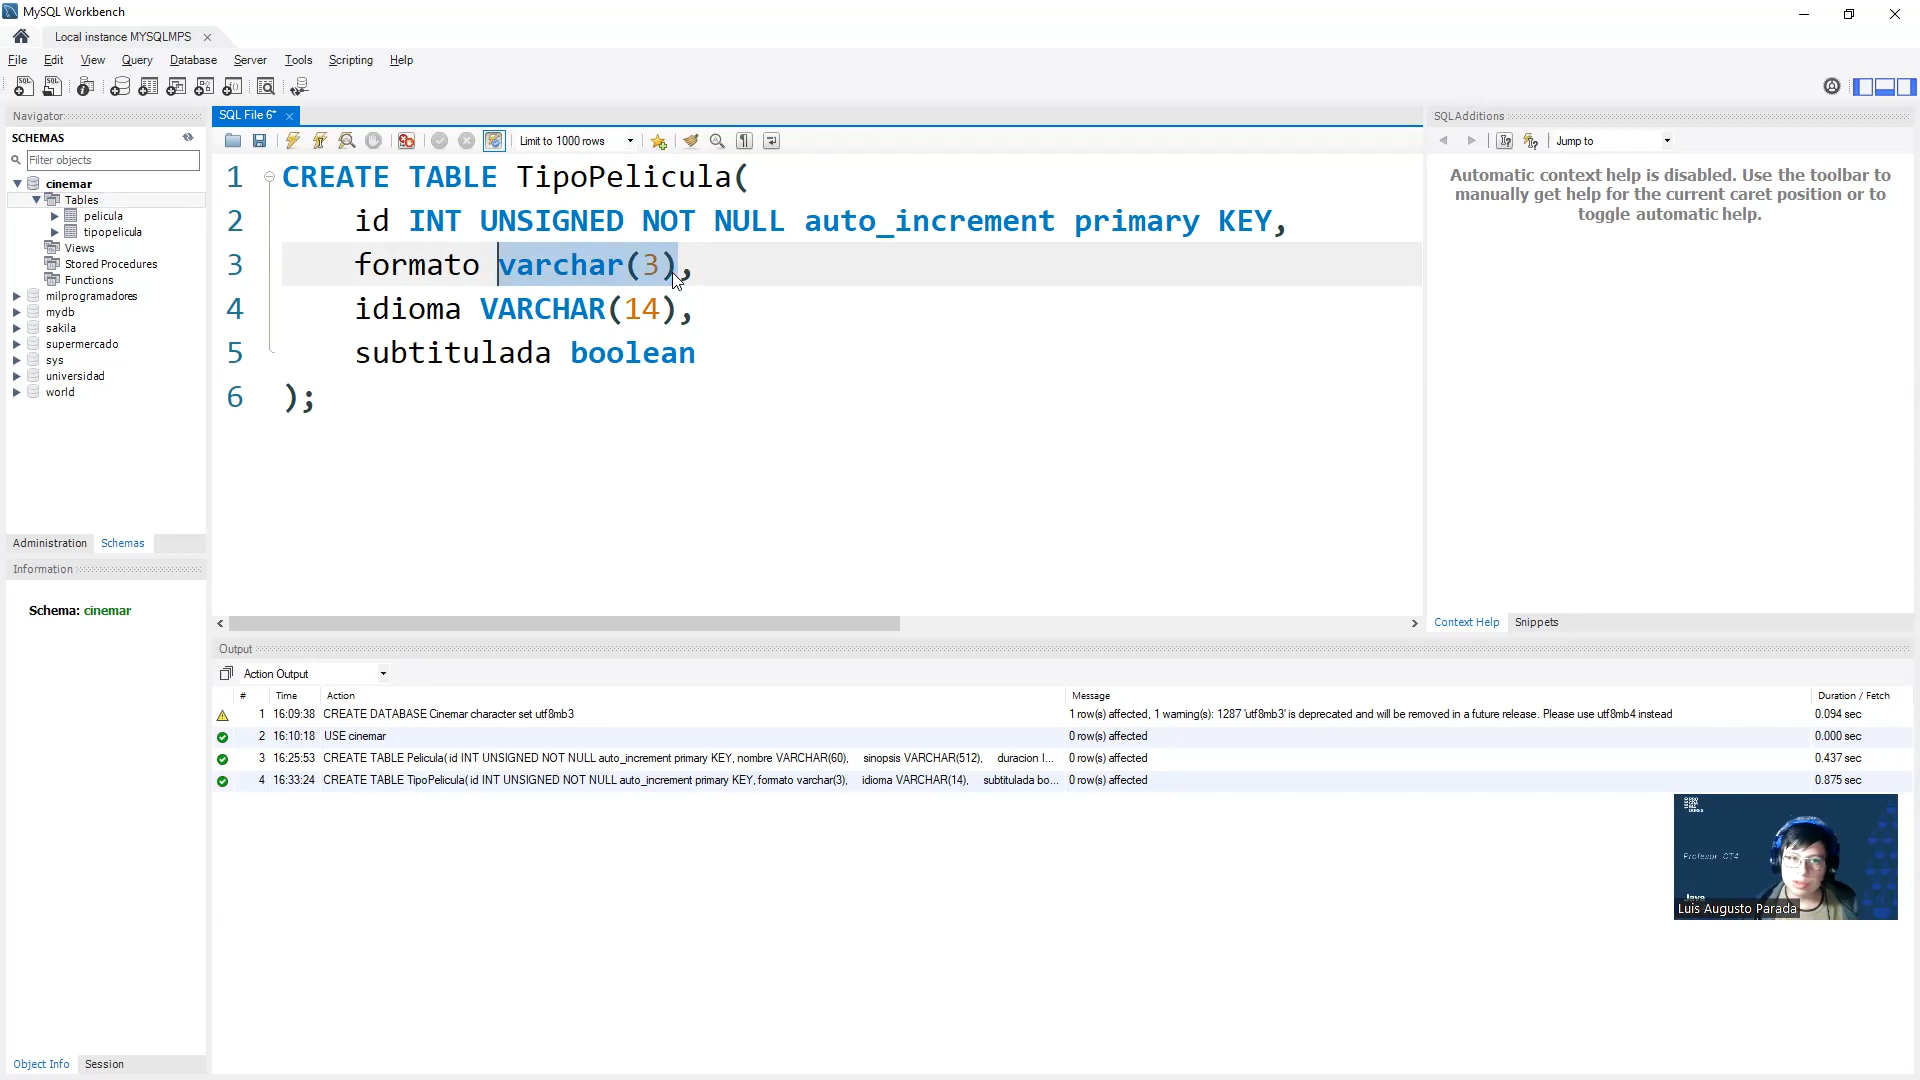 MySQL Workbench
Local instance MYSQLMPS
File Edit View Query Database Server Tools Scripting Help
Navigator
SCHEMAS
Filter objects
cinemar
Tables
pelicula
tipopelicula
Views
Stored Procedures
Functions
milprogramadores
mydb
sakila
supermercado
sys
universidad
world
Administration Schemas
Information
Schema: cinemar
Object Info Session
SQL File 6*
Limit to 1000 rows
1 CREATE TABLE TipoPelicula(
2 id INT UNSIGNED NOT NULL auto_increment primary KEY,
3 formato varchar(3),
4 idioma VARCHAR(14),
5 subtitulada boolean
6 );
SQLAdditions
Jump to
Automatic context help is disabled. Use the toolbar to
manually get help for the current caret position or to
toggle automatic help.
Context Help Snippets
Output
Action Output
# Time Action Message Duration / Fetch
1 16:09:38 CREATE DATABASE Cinemar character set utf8mb3 1 row(s) affected, 1 warning(s): 1287 'utf8mb3' is deprecated and will be removed in a future release. Please use utf8mb4 instead 0.094 sec
2 16:10:18 USE cinemar 0 row(s) affected 0.000 sec
3 16:25:53 CREATE TABLE Pelicula( id INT UNSIGNED NOT NULL auto_increment primary KEY, nombre VARCHAR(60), sinopsis VARCHAR(512), duracion I... 0 row(s) affected 0.437 sec
4 16:33:24 CREATE TABLE TipoPelicula( id INT UNSIGNED NOT NULL auto_increment primary KEY, formato varchar(3), idioma VARCHAR(14), subtitulada bo... 0 row(s) affected 0.875 sec
Profesor CT4
Java
Luis Augusto Parada